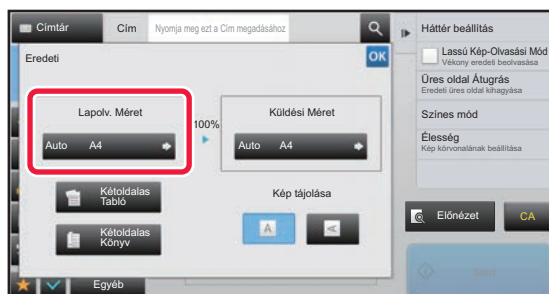 Címtár
Cím
Nyomja meg ezt a Cím megadásához
Eredeti
OK
Lapolv. Méret
Auto A4
100%
Küldési Méret
Auto A4
Kétoldalas
Tabló
Kétoldalas
Könyv
Kép tájolása
A
A
Egyéb
Háttér beállítás
Lassú Kép-Olvasási Mód
Vékony eredeti beolvasása
Üres oldal Átugrás
Eredeti üres oldal kihagyása
Színes mód
Élesség
Kép körvonalának beállítása
Előnézet
CA
Start